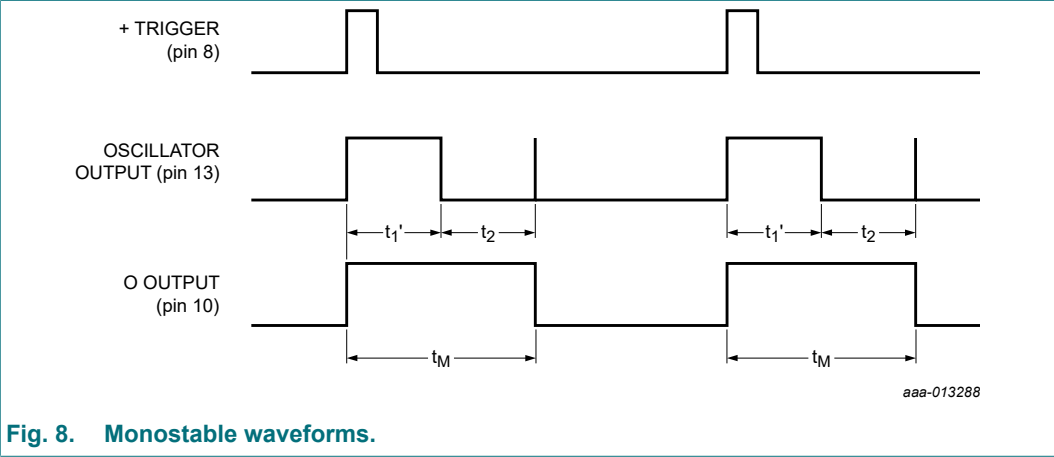 + TRIGGER
(pin 8)
OSCILLATOR
OUTPUT (pin 13)
t1' t2 t1' t2
O OUTPUT
(pin 10)
tM tM
aaa-013288
Fig. 8. Monostable waveforms.